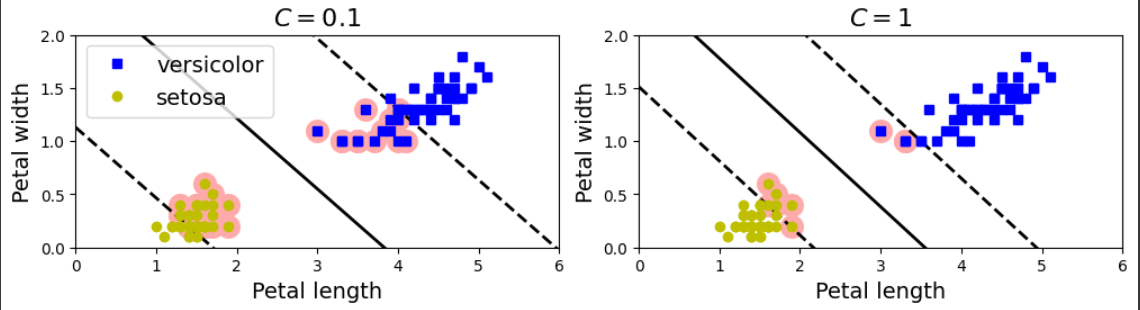 C = 0.1
2.0
1.5
1.0
0.5
0.0
Petal width
versicolor
setosa
0 1 2 3 4 5 6
Petal length
C = 1
2.0
1.5
1.0
0.5
0.0
Petal width
0 1 2 3 4 5 6
Petal length